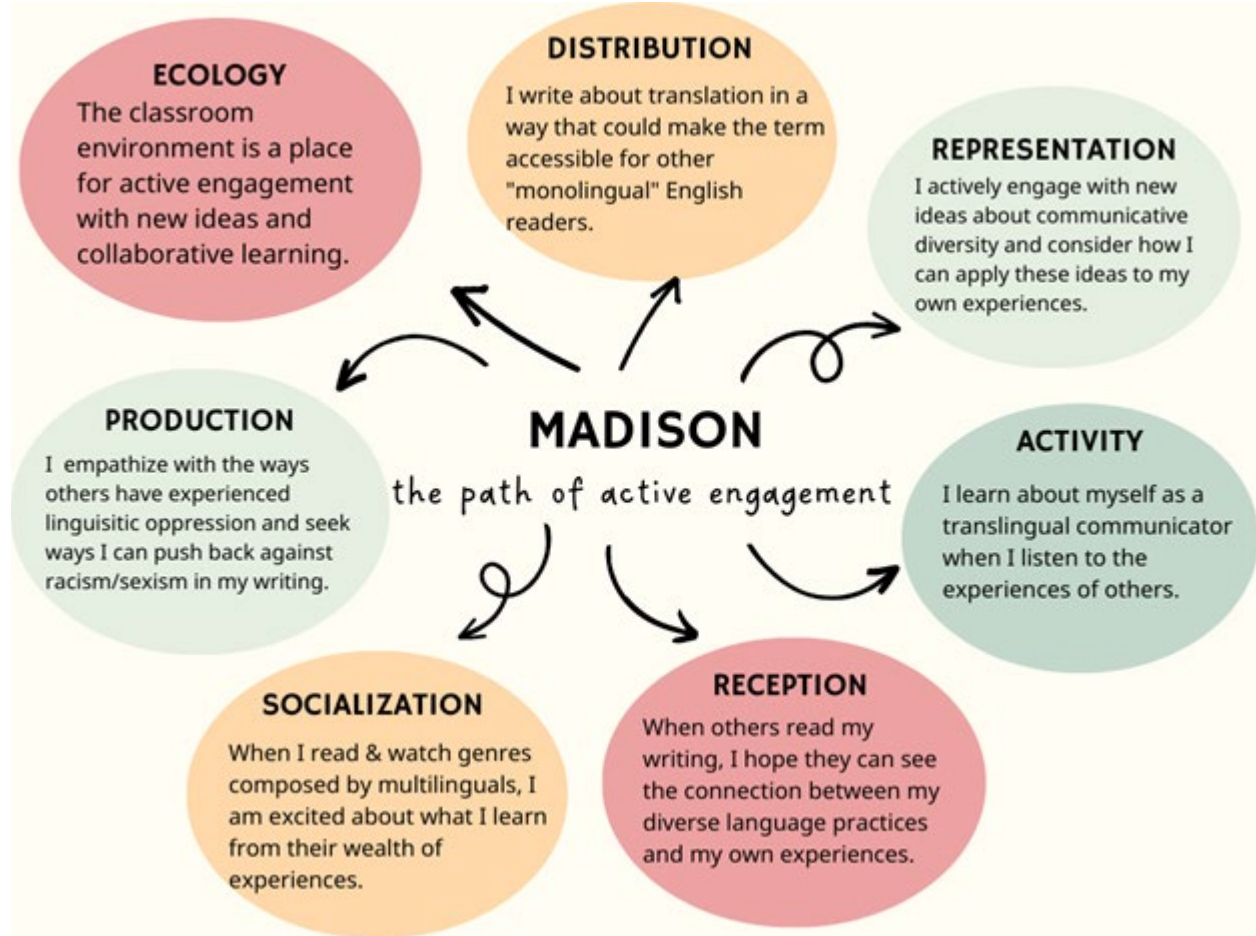 ECOLOGY
The classroom
environment is a place
for active engagement
with new ideas and
collaborative learning.
DISTRIBUTION
I write about translation in a
way that could make the term
accessible for other
"monolingual" English
readers.
REPRESENTATION
I actively engage with new
ideas about communicative
diversity and consider how I
can apply these ideas to my
own experiences.
PRODUCTION
I  empathize with the ways
others have experienced
linguisitic oppression and seek
ways I can push back against
racism/sexism in my writing.
MADISON
the path of active engagement
ACTIVITY
I learn about myself as a
translingual communicator
when I listen to the
experiences of others.
SOCIALIZATION
When I read & watch genres
composed by multilinguals, I
am excited about what I learn
from their wealth of
experiences.
RECEPTION
When others read my
writing, I hope they can see
the connection between my
diverse language practices
and my own experiences.